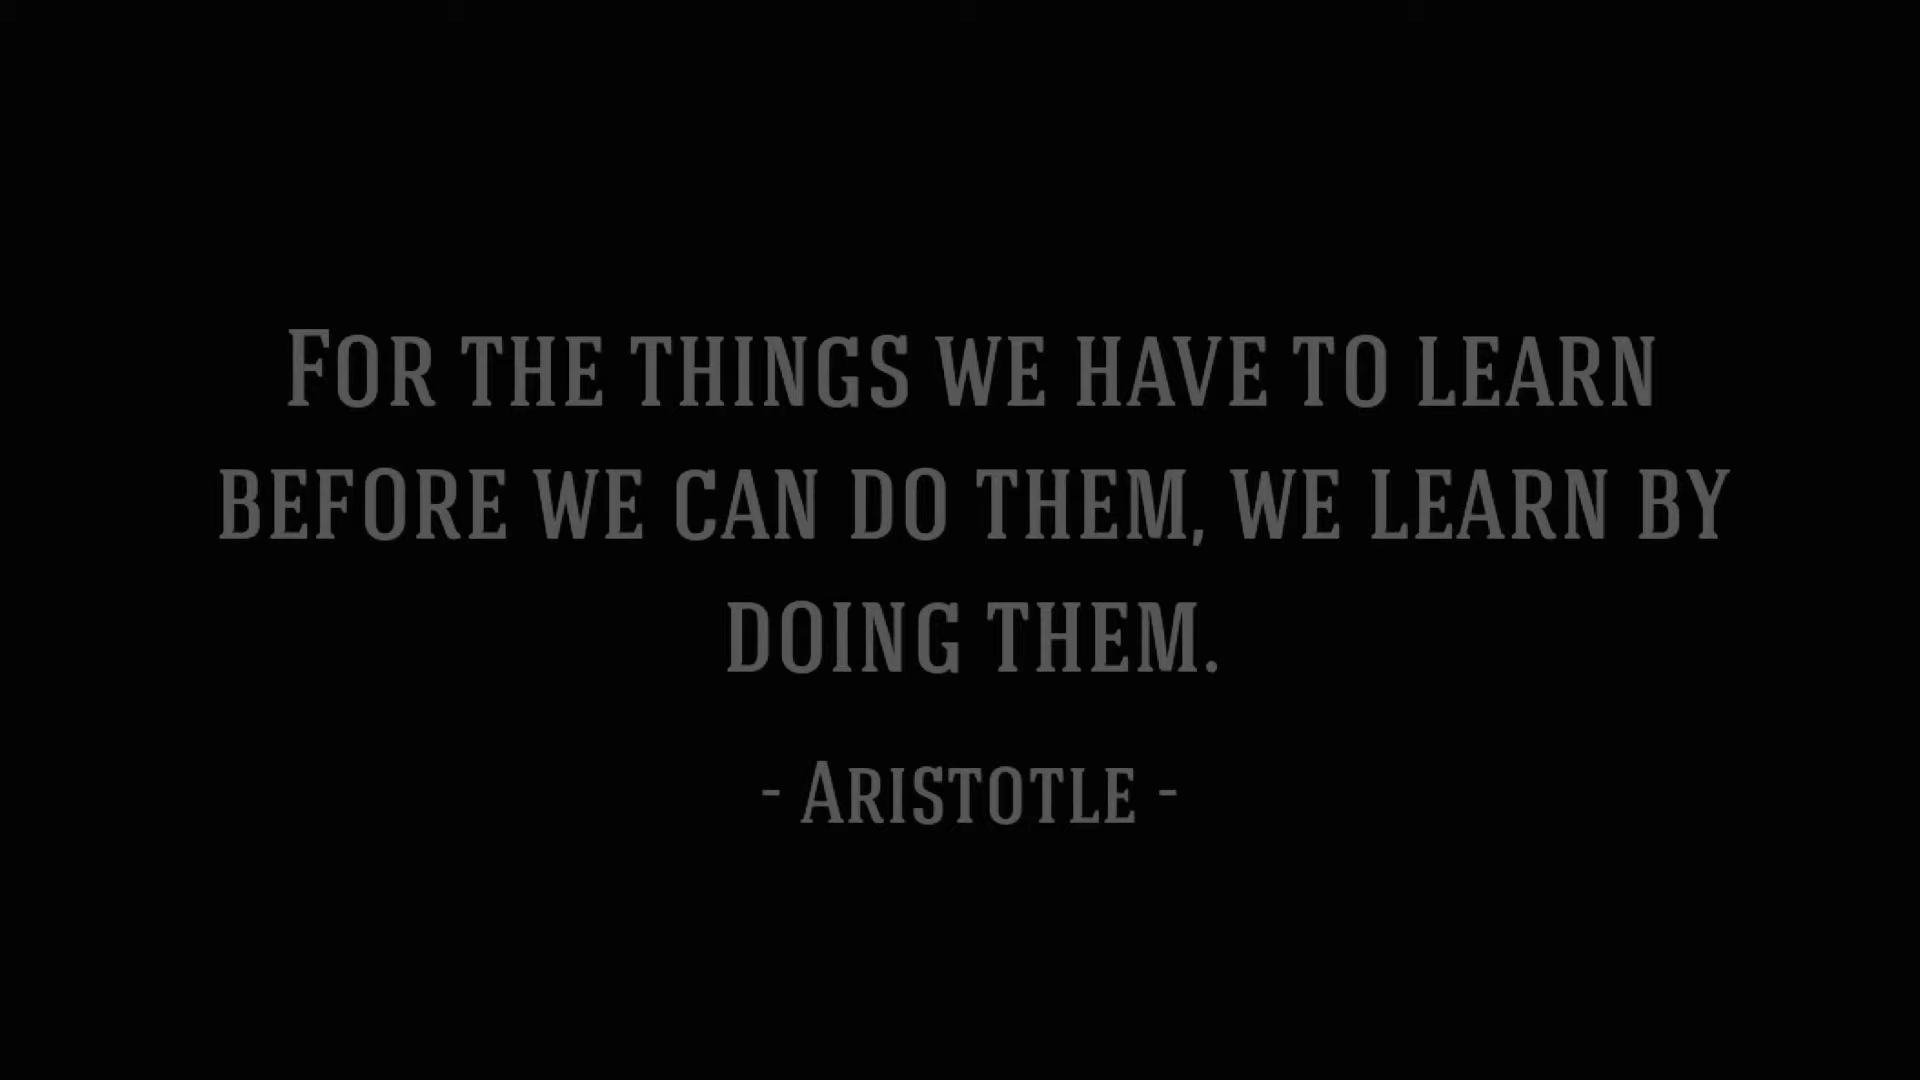 For the things we have to learn
before we can do them, we learn by
doing them.
- Aristotle -